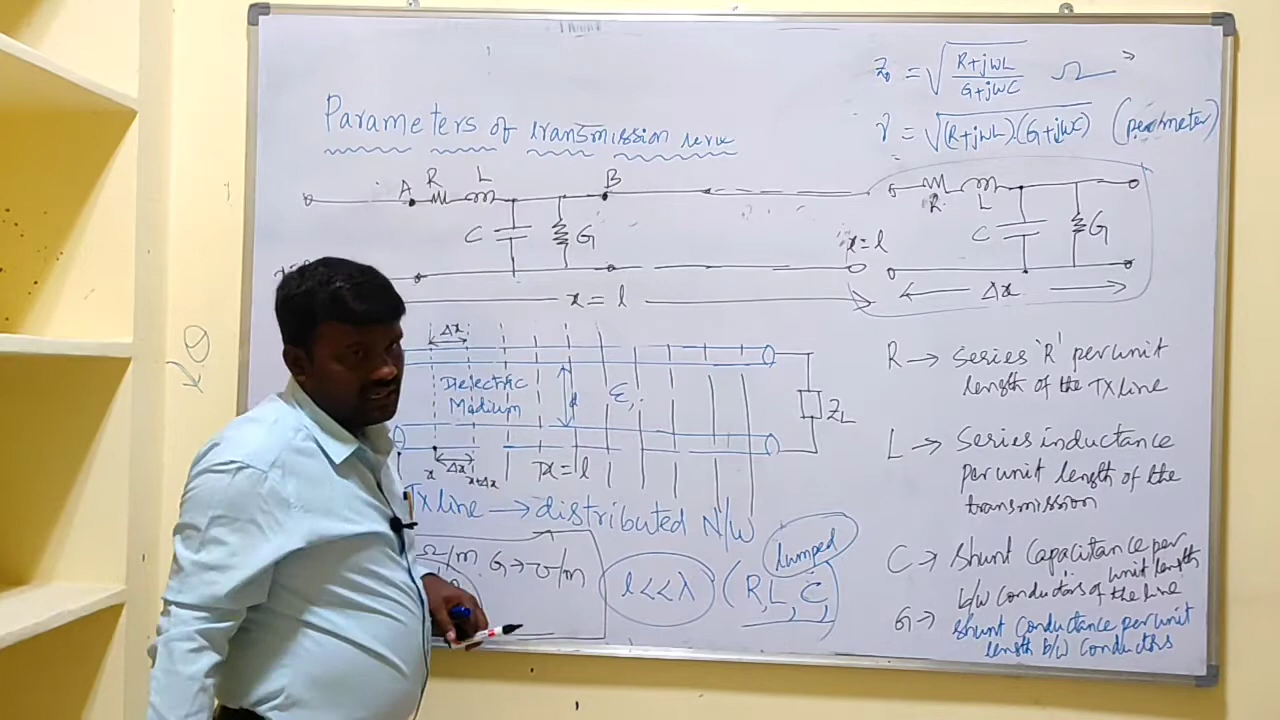 Parameters of transmission line
Z₀ = √(R+jωL / G+jωC) Ω
γ = √(R+jωL)(G+jωC) (permeter)
A R L B
C G
x = l
R L
C G
x = l
Δx
Δx
Dielectric
Medium
d
ε,
Z_L
x Δx x+Δx
x = l
Tx line → distributed N/W
Ω/m. G → ℧/m
l << λ (R, L, C,
lumped
R → series 'R' per unit
length of the TX line
L → Series inductance
per unit length of the
transmission
C → Shunt Capacitance per
unit length
b/w conductors of the line
G → Shunt conductance per unit
length b/w conductors